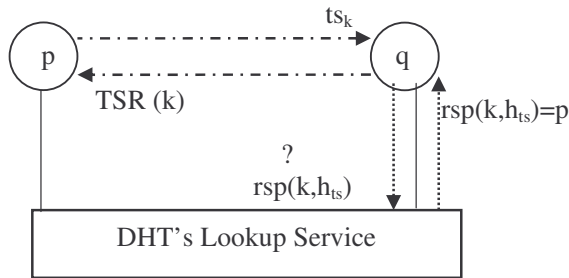 ts_k
p
q
TSR (k)
rsp(k,h_ts)=p
?
rsp(k,h_ts)
DHT's Lookup Service